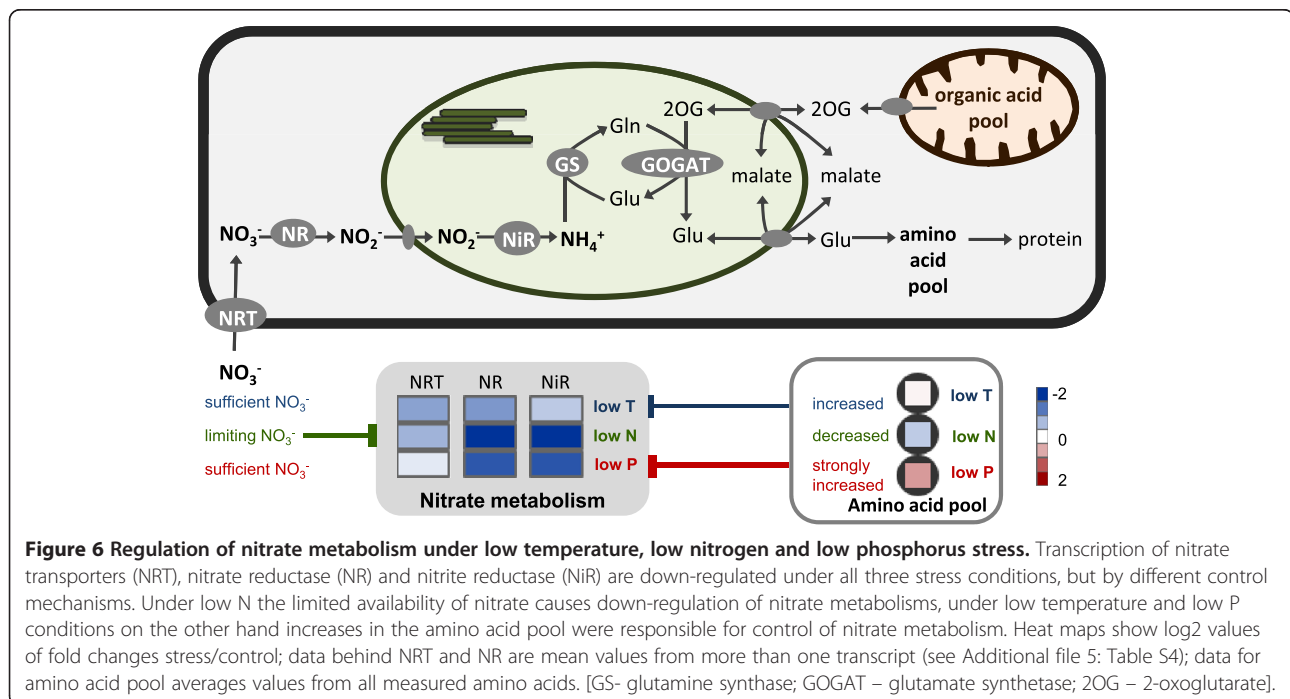 organic acid
pool
2OG
2OG
Gln
GS
GOGAT
malate
malate
Glu
NO₃⁻
NR
NO₂⁻
NO₂⁻
NiR
NH₄⁺
Glu
Glu
amino
acid
pool
protein
NRT
NO₃⁻
sufficient NO₃⁻
limiting NO₃⁻
sufficient NO₃⁻
NRT NR NiR
low T
low N
low P
Nitrate metabolism
increased low T
decreased low N
strongly
increased low P
Amino acid pool
-2
0
2
Figure 6 Regulation of nitrate metabolism under low temperature, low nitrogen and low phosphorus stress. Transcription of nitrate
transporters (NRT), nitrate reductase (NR) and nitrite reductase (NiR) are down-regulated under all three stress conditions, but by different control
mechanisms. Under low N the limited availability of nitrate causes down-regulation of nitrate metabolisms, under low temperature and low P
conditions on the other hand increases in the amino acid pool were responsible for control of nitrate metabolism. Heat maps show log2 values
of fold changes stress/control; data behind NRT and NR are mean values from more than one transcript (see Additional file 5: Table S4); data for
amino acid pool averages values from all measured amino acids. [GS- glutamine synthase; GOGAT – glutamate synthetase; 2OG – 2-oxoglutarate].